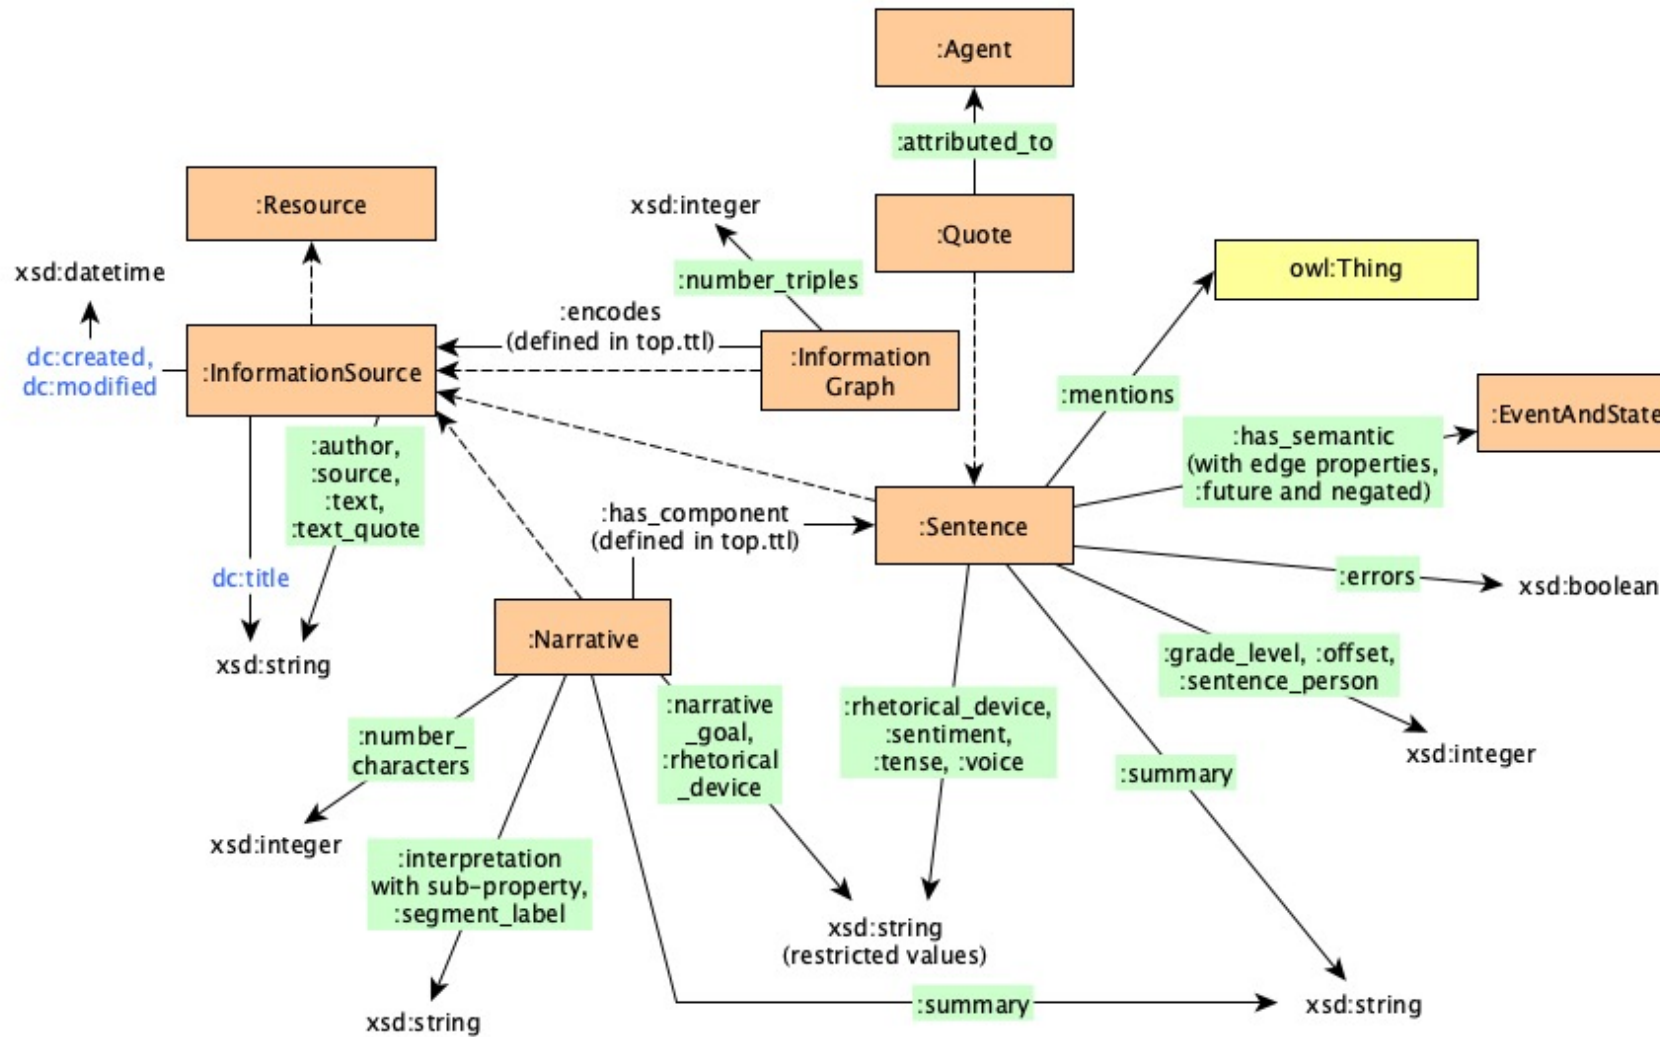 :Agent
:attributed_to
:Resource
xsd:integer
:Quote
:number_triples
owl:Thing
xsd:datetime
:encodes
(defined in top.ttl)
dc:created,
dc:modified
:InformationSource
:Information
Graph
:mentions
:EventAndState
:author,
:source,
:text,
:text_quote
:has_semantic
(with edge properties,
:future and negated)
:has_component
(defined in top.ttl)
:Sentence
dc:title
:errors
xsd:boolean
:Narrative
xsd:string
:grade_level, :offset,
:sentence_person
:narrative
_goal,
:rhetorical
_device
:rhetorical_device,
:sentiment,
:tense, :voice
:number_
characters
:summary
xsd:integer
xsd:integer
:interpretation
with sub-property,
:segment_label
xsd:string
(restricted values)
:summary
xsd:string
xsd:string